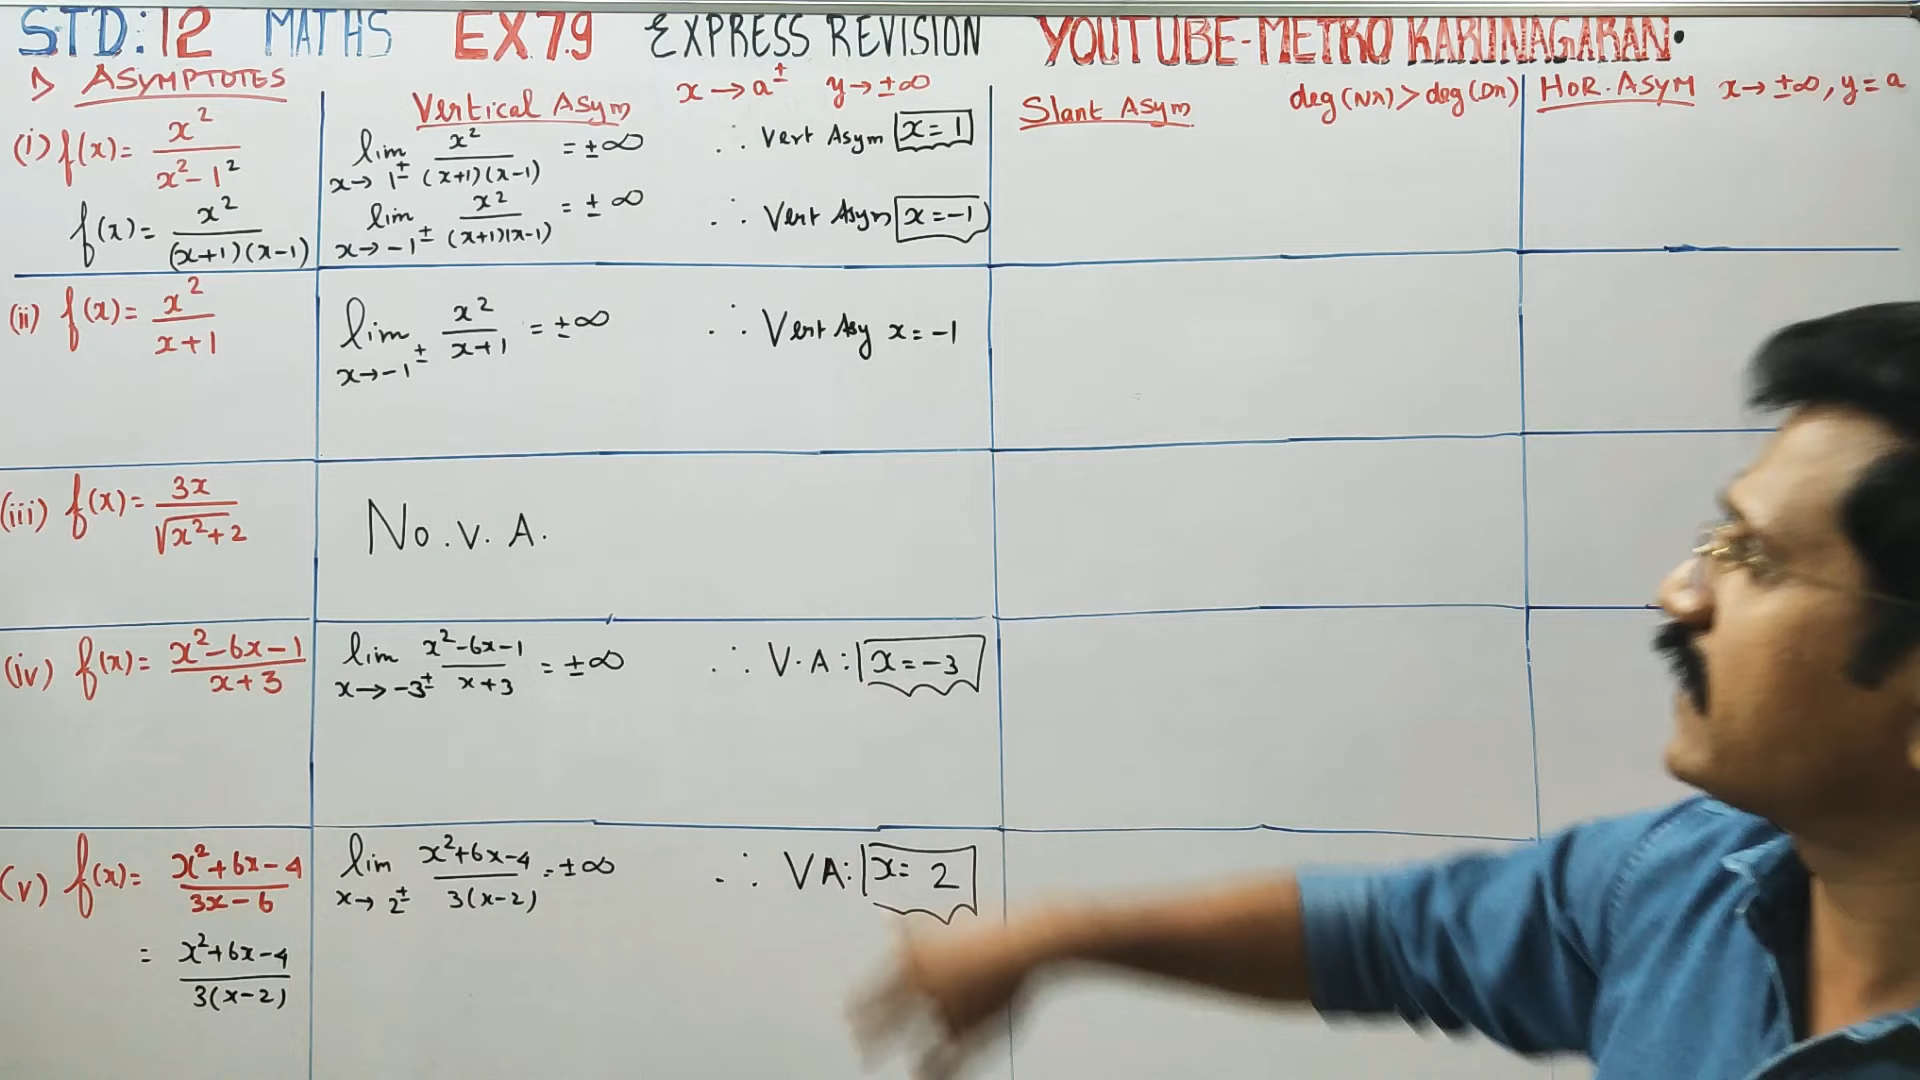 STD:12 MATHS EX 7.9 EXPRESS REVISION YOUTUBE-METRO KARUNAGARAN.
1> ASYMPTOTES
Vertical Asym x→a± y→±∞
Slant Asym deg(Nr)>deg(Dr)
HOR.ASYM x→±∞, y=a
(i) f(x)= x²/(x²-1²)
f(x)= x²/((x+1)(x-1))
lim x→1± x²/((x+1)(x-1)) = ±∞ ∴ Vert Asym x=1
lim x→-1± x²/((x+1)(x-1)) = ±∞ ∴ Vert Asym x=-1
(ii) f(x)= x²/(x+1)
lim x→-1± x²/(x+1) = ±∞ ∴ Vert Asy x=-1
(iii) f(x)= 3x/√(x²+2)
No.V.A.
(iv) f(x)= (x²-6x-1)/(x+3)
lim x→-3± (x²-6x-1)/(x+3) = ±∞ ∴ V.A: x=-3
(v) f(x)= (x²+6x-4)/(3x-6)
= (x²+6x-4)/(3(x-2))
lim x→2± (x²+6x-4)/(3(x-2)) = ±∞ ∴ VA: x=2